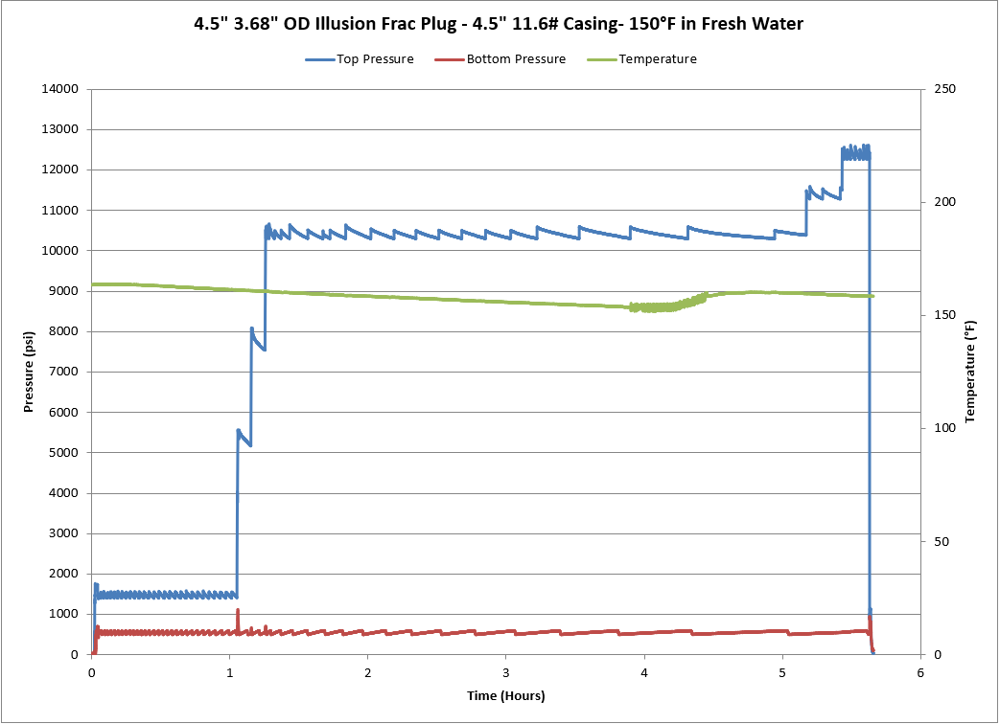 4.5" 3.68" OD Illusion Frac Plug - 4.5" 11.6# Casing- 150°F in Fresh Water
Top Pressure Bottom Pressure Temperature
14000 250
13000
12000
11000 200
10000
9000
8000 150
7000
6000
5000 100
4000
3000 50
2000
1000
0 0
Pressure (psi)
Temperature (°F)
0 1 2 3 4 5 6
Time (Hours)